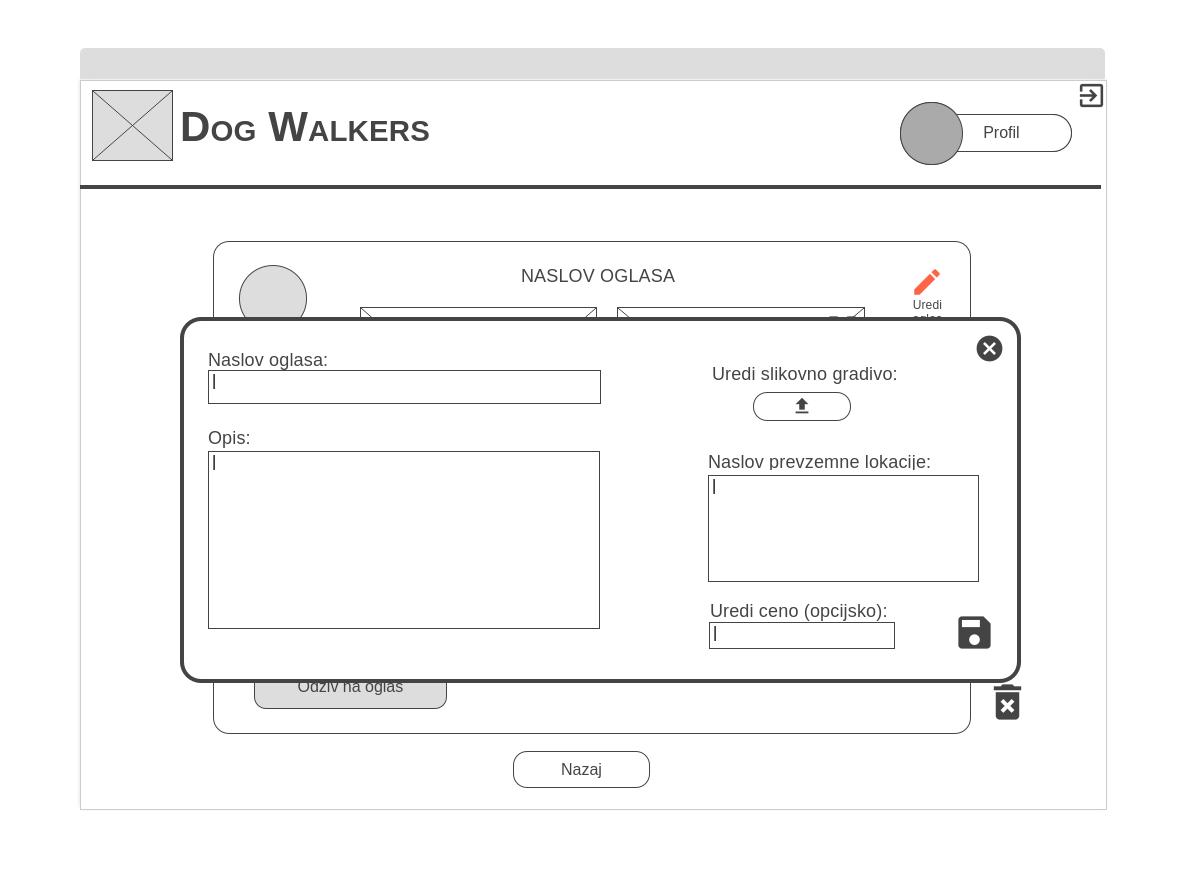 Dog Walkers
Profil
NASLOV OGLASA
Uredi
oglas
Naslov oglasa:
Uredi slikovno gradivo:
Opis:
Naslov prevzemne lokacije:
Uredi ceno (opcijsko):
Odziv na oglas
Nazaj